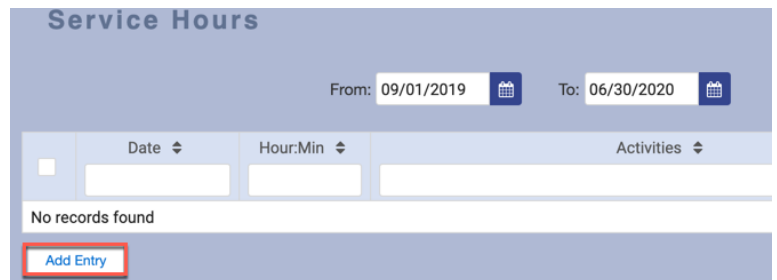 Service Hours
From: 09/01/2019 To: 06/30/2020
Date Hour:Min Activities
No records found
Add Entry